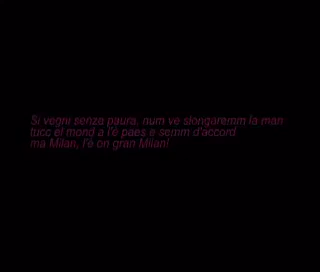 Si vegni senza paura, num ve slongaremm la man
tucc el mond a l'è paes e semm d'accord
ma Milan, l'è on gran Milan!